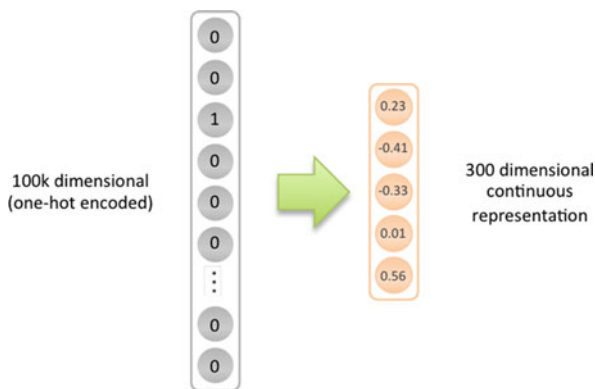 100k dimensional
(one-hot encoded)
0
0
1
0
0
0
0
0
0.23
-0.41
-0.33
0.01
0.56
300 dimensional
continuous
representation